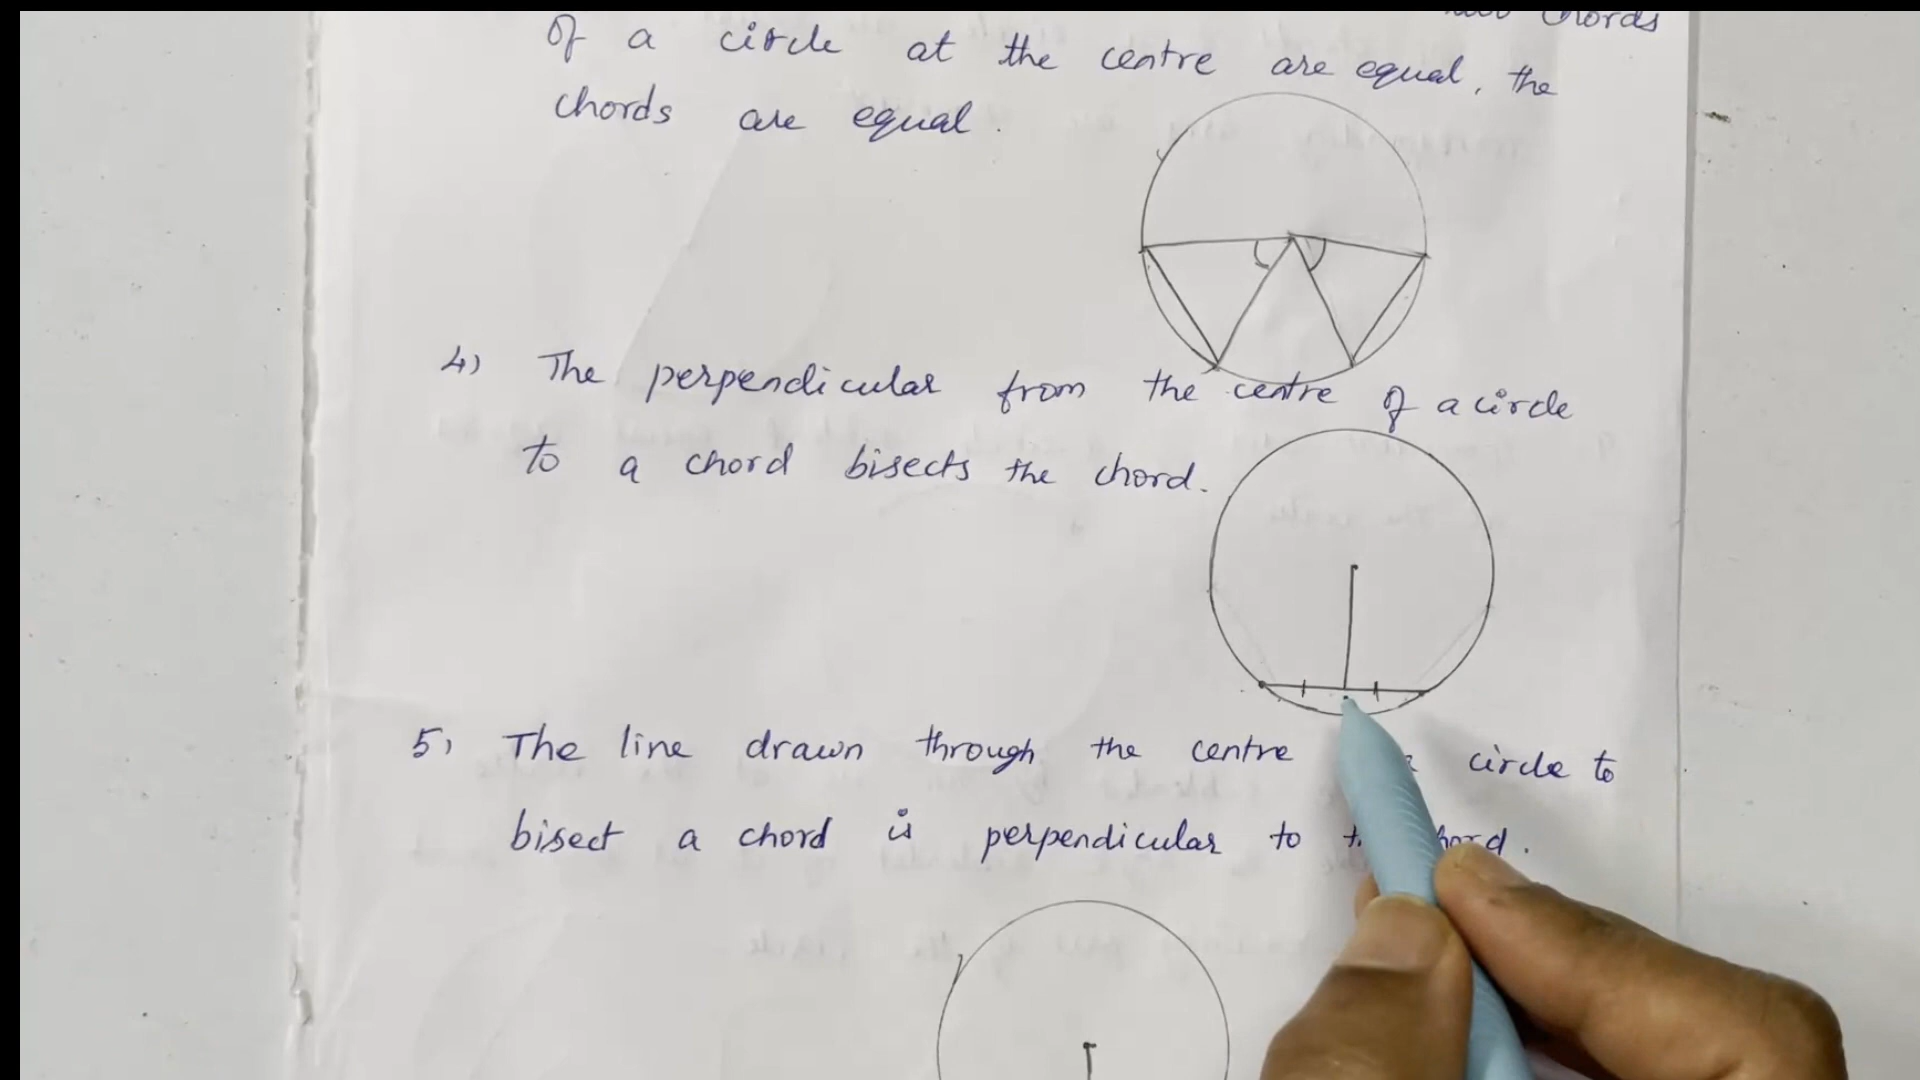 chords
of a circle at the centre are equal, the
chords are equal.
4) The perpendicular from the centre of a circle
to a chord bisects the chord.
5) The line drawn through the centre circle to
bisect a chord is perpendicular to chord.